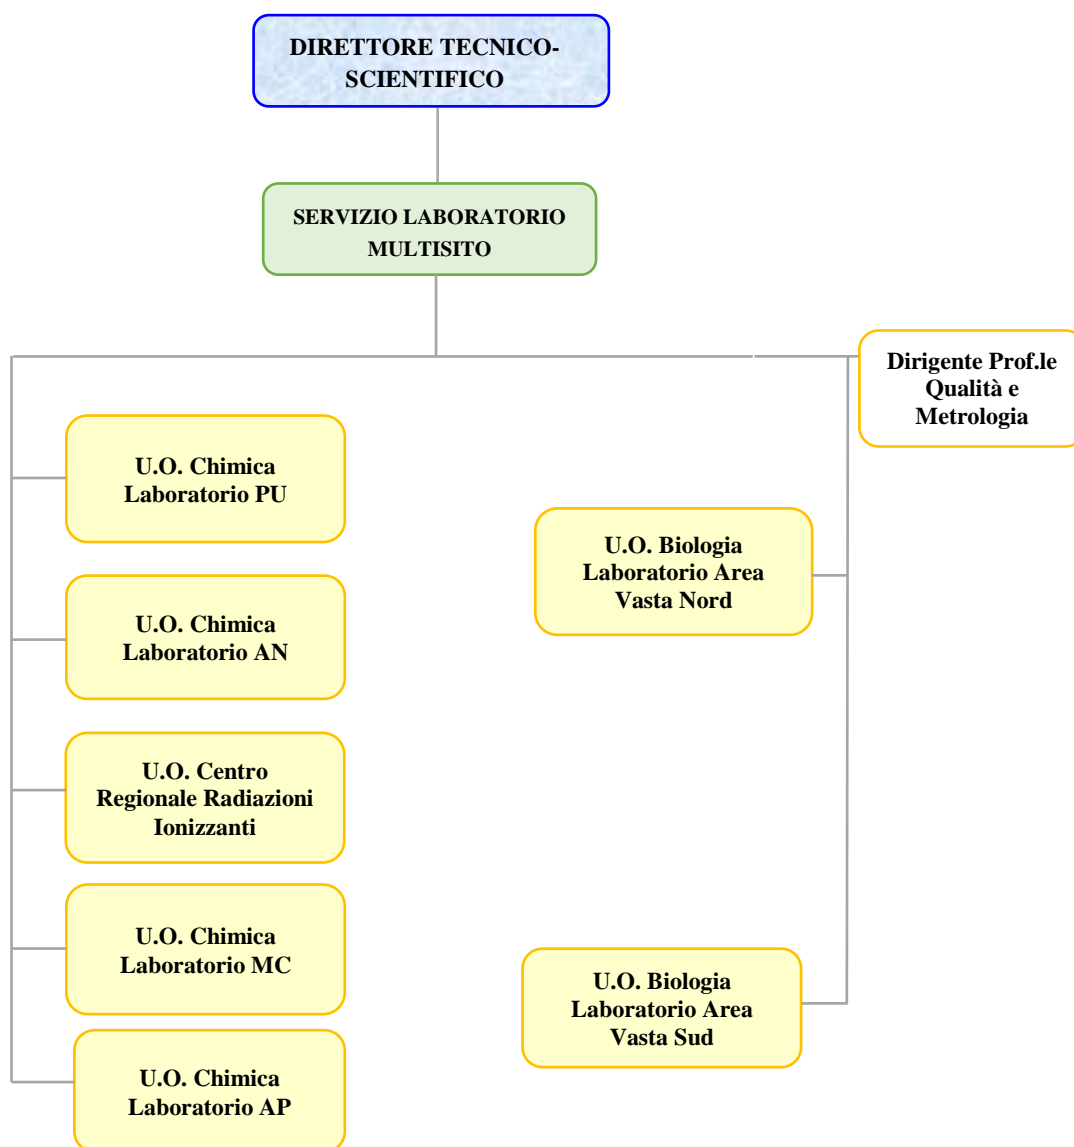 DIRETTORE TECNICO-
SCIENTIFICO
SERVIZIO LABORATORIO
MULTISITO
Dirigente Prof.le
Qualità e
Metrologia
U.O. Chimica
Laboratorio PU
U.O. Biologia
Laboratorio Area
Vasta Nord
U.O. Chimica
Laboratorio AN
U.O. Centro
Regionale Radiazioni
Ionizzanti
U.O. Chimica
Laboratorio MC
U.O. Biologia
Laboratorio Area
Vasta Sud
U.O. Chimica
Laboratorio AP